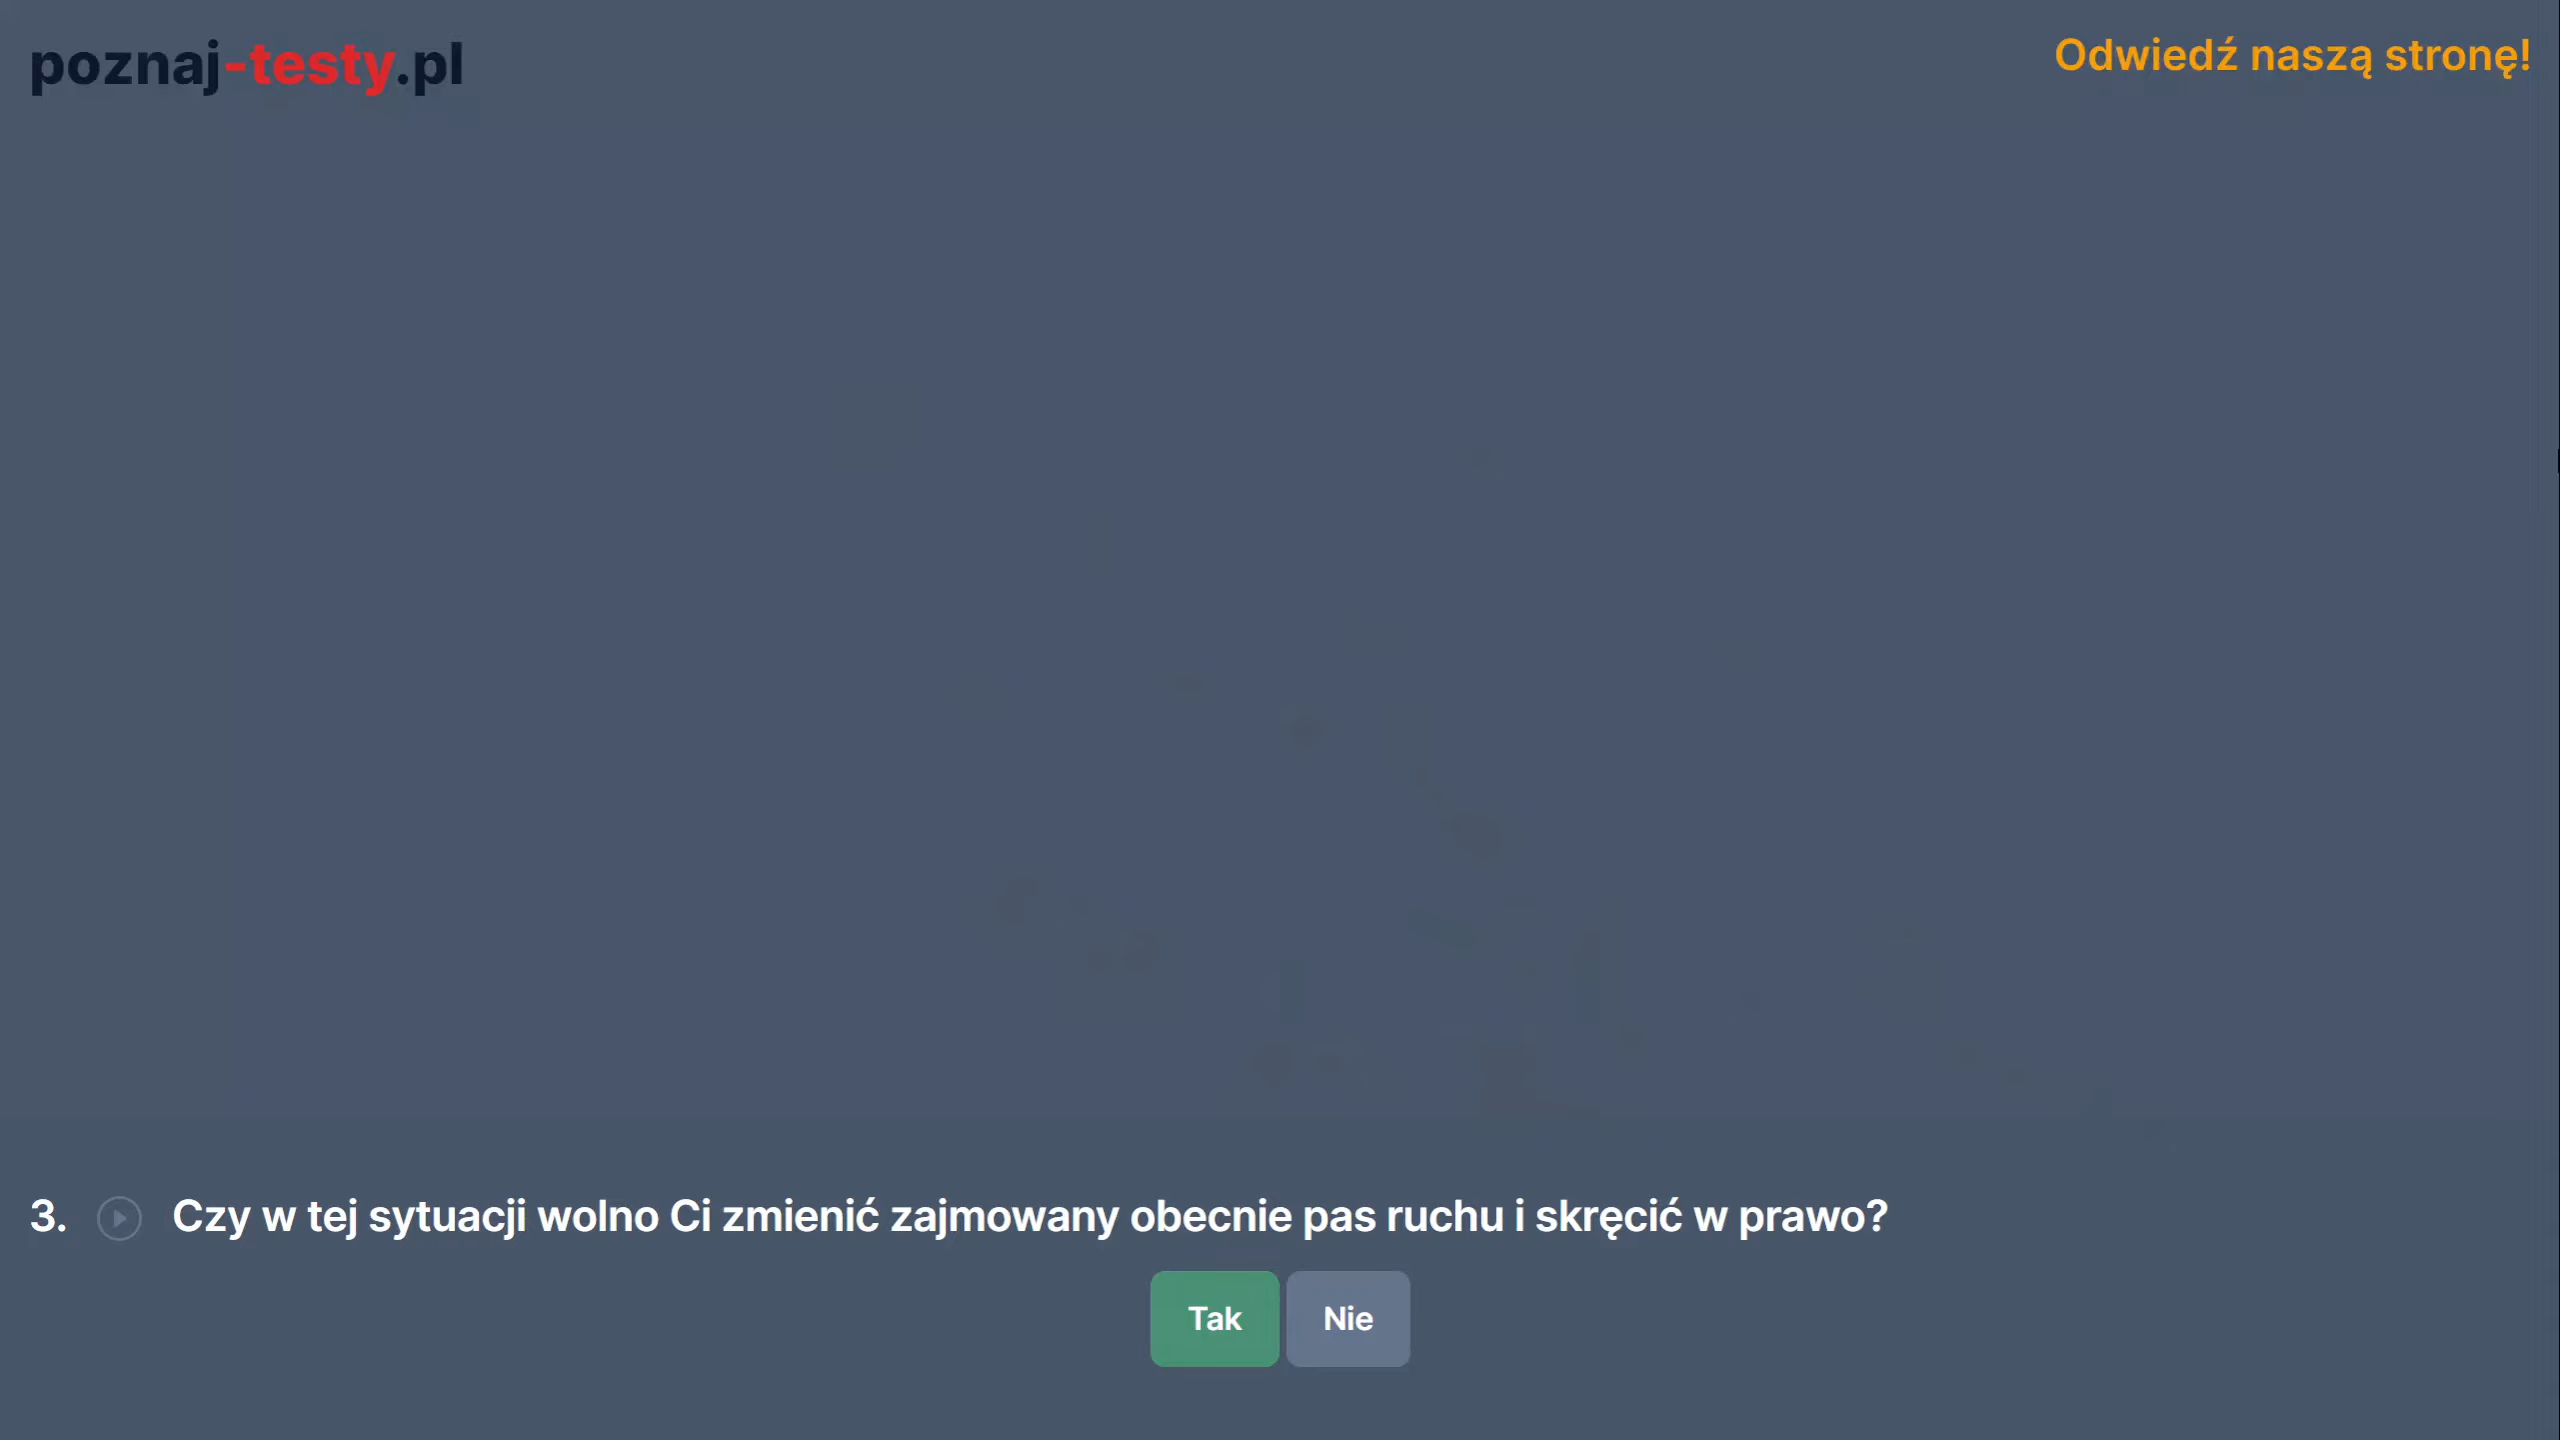 poznaj-testy.pl
Odwiedź naszą stronę!
3. Czy w tej sytuacji wolno Ci zmienić zajmowany obecnie pas ruchu i skręcić w prawo?
Tak Nie